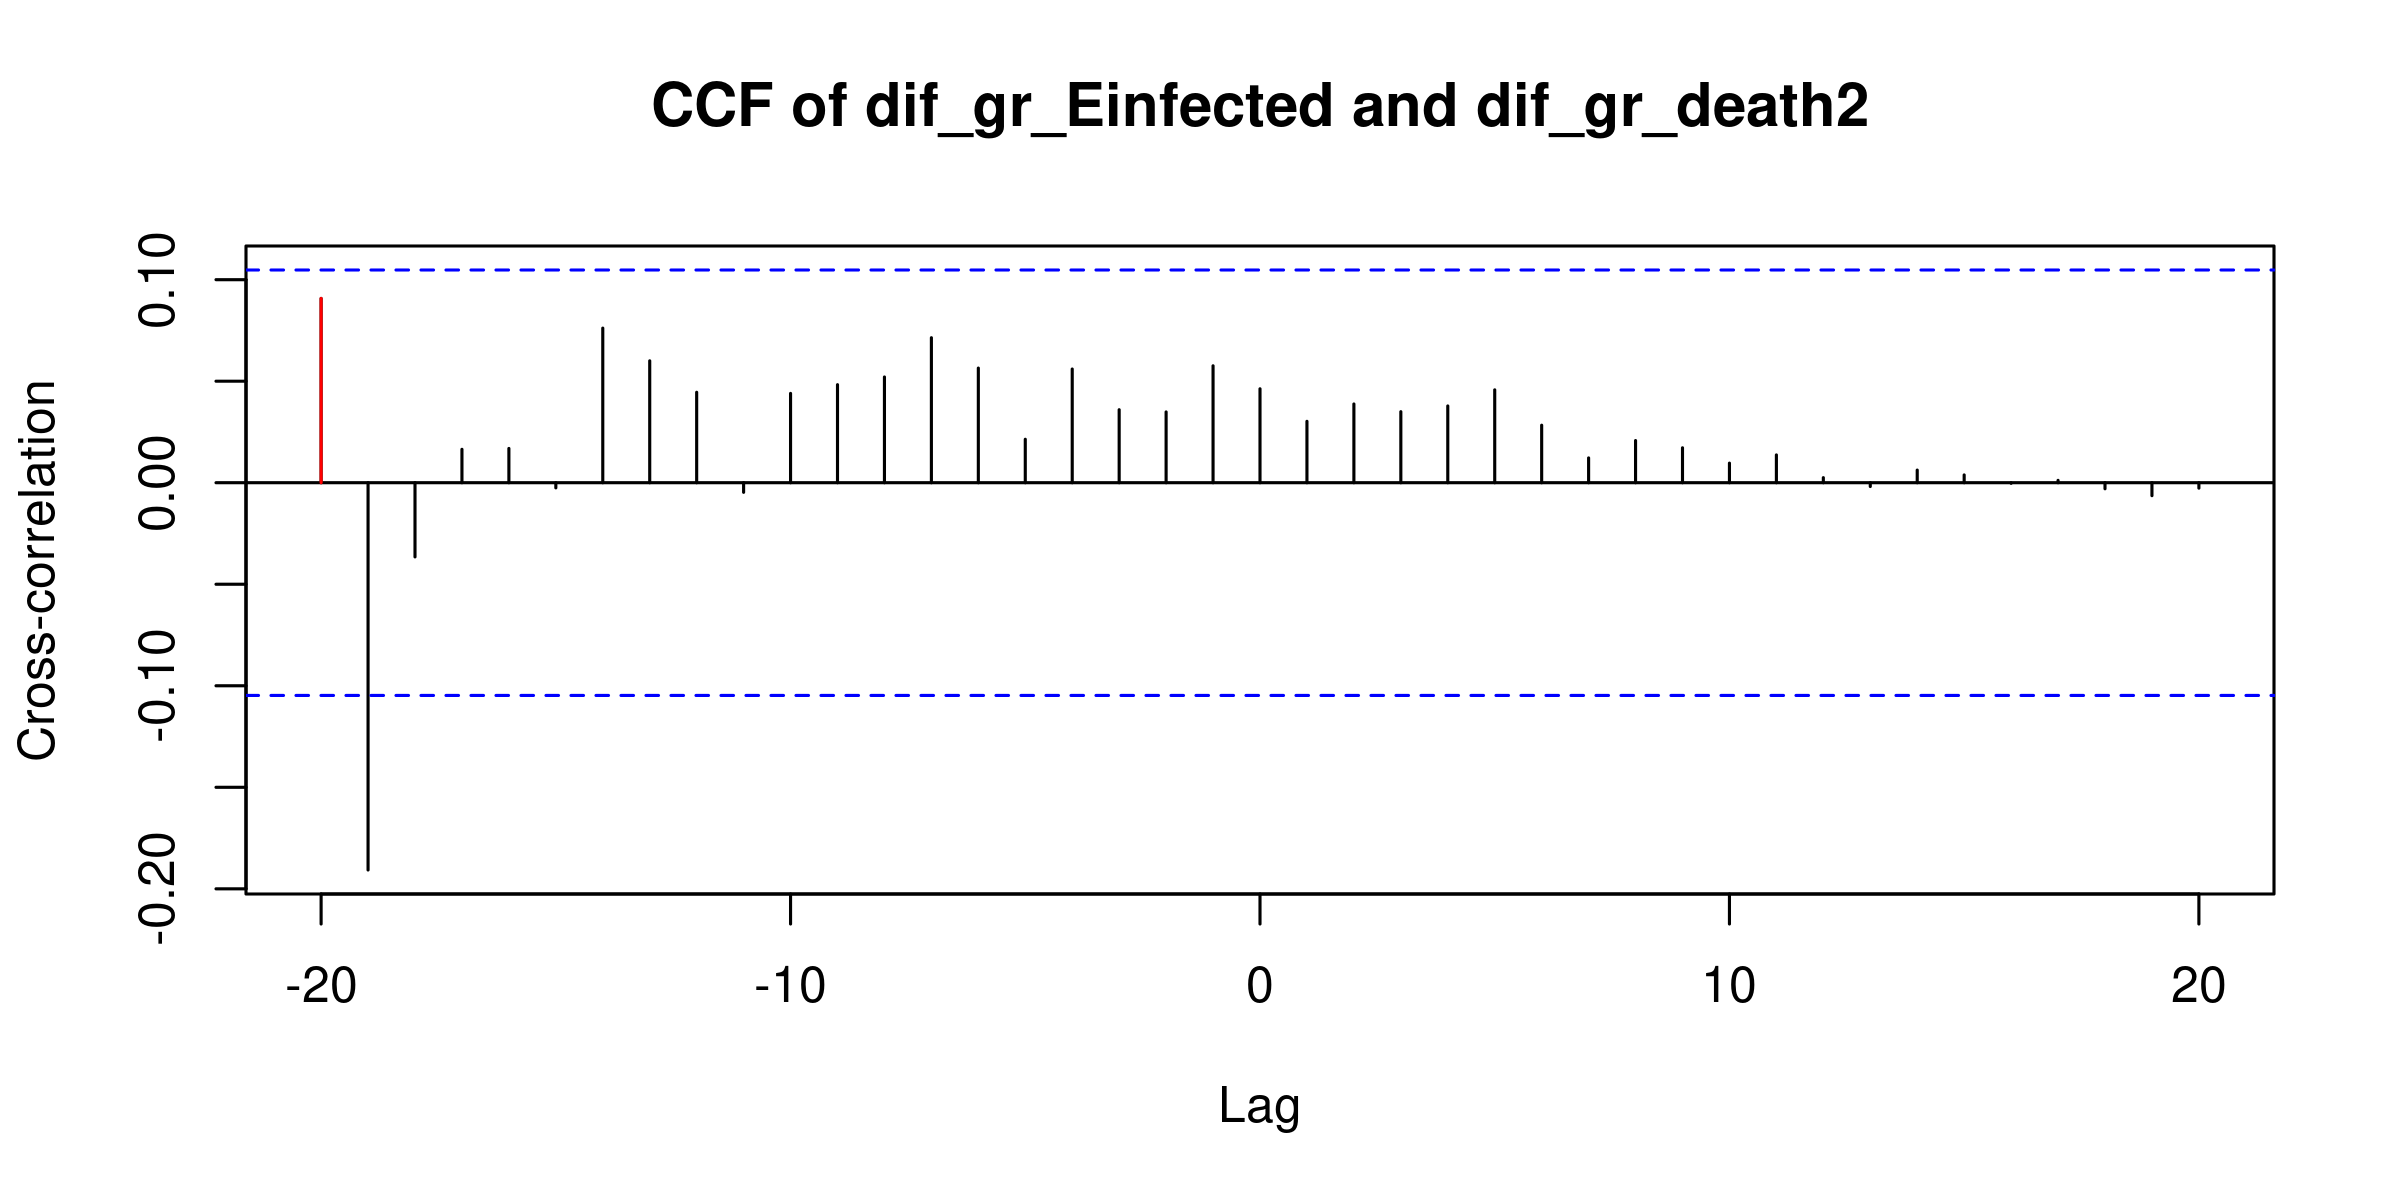 CCF of dif_gr_Einfected and dif_gr_death2
Cross-correlation
0.10
0.00
-0.10
-0.20
-20 -10 0 10 20
Lag